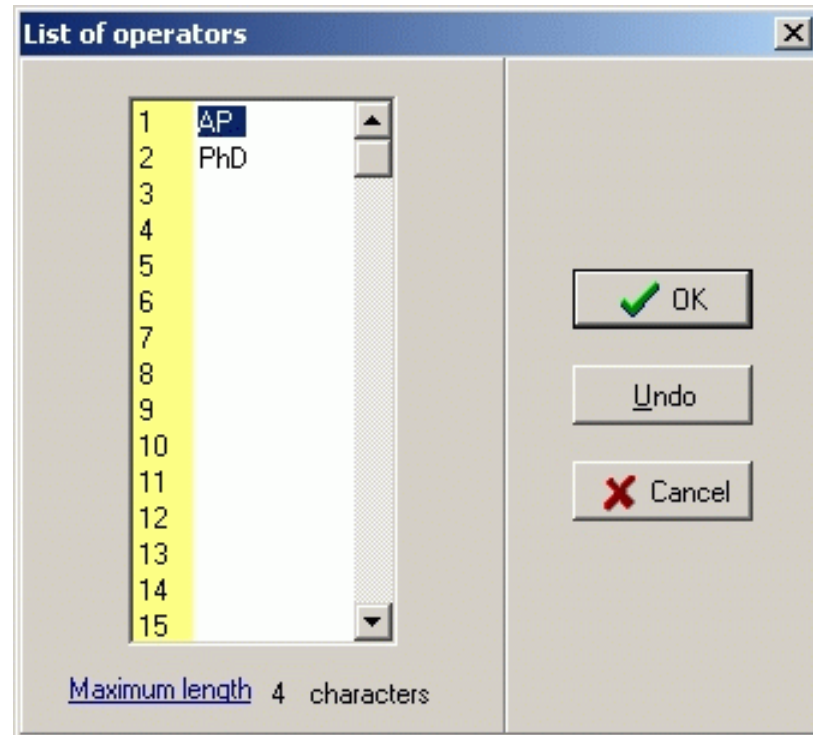 List of operators
1 AP
2 PhD
3
4
5
6
7
8
9
10
11
12
13
14
15
Maximum length 4 characters
OK
Undo
Cancel